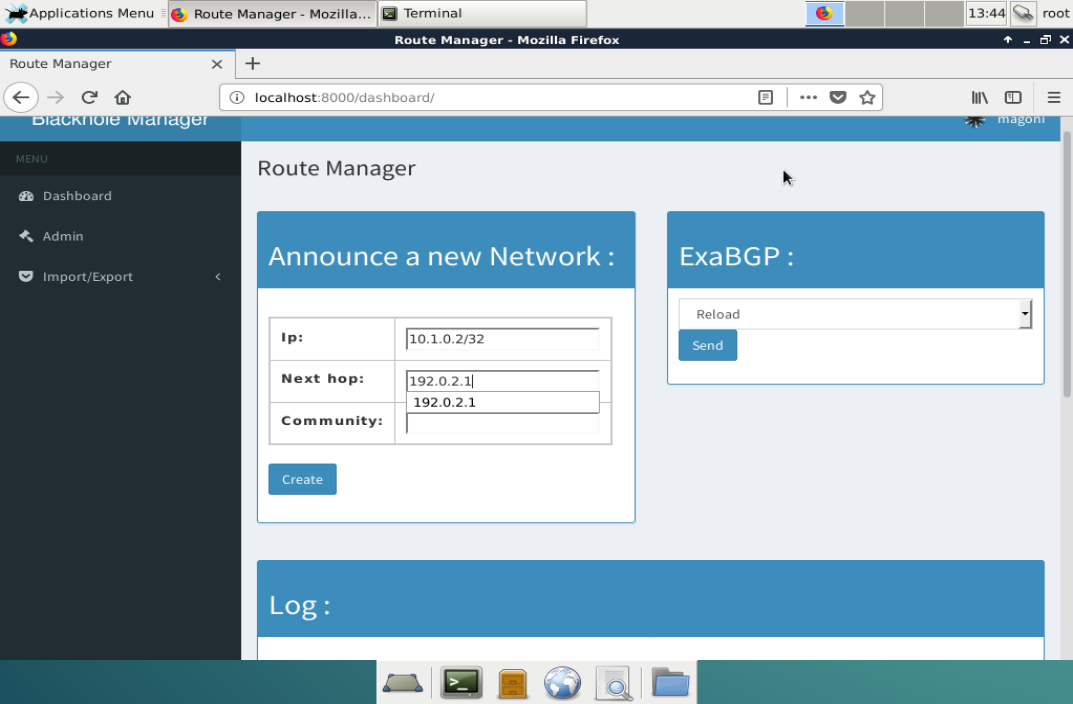 Applications Menu Route Manager - Mozilla... Terminal 13:44 root
Route Manager - Mozilla Firefox
Route Manager
localhost:8000/dashboard/
Blackhole Manager magoni
MENU
Dashboard
Admin
Import/Export
Route Manager
Announce a new Network :
Ip: 10.1.0.2/32
Next hop: 192.0.2.1
192.0.2.1
Community:
Create
ExaBGP :
Reload
Send
Log :